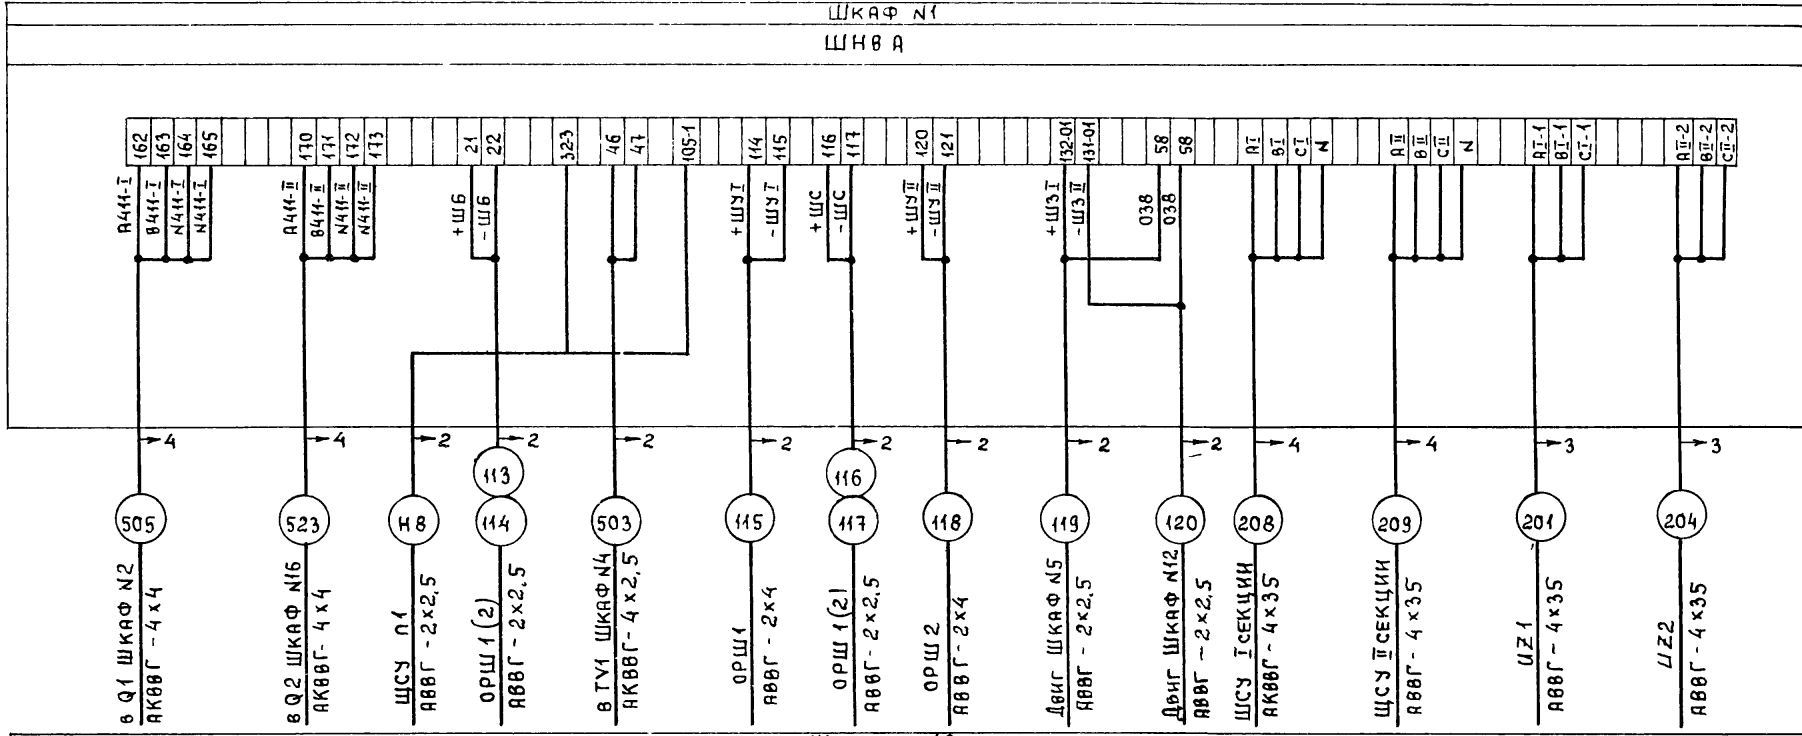 ШКАФ N1
ШНВА
162 163 164 165 170 171 172 173 21 22 32-3 46 47 105-1 114 115 116 117 120 121 132-01 131-01 58 58 AI BI CI N AII BII CII N AI-1 BI-1 CI-1 AII-2 BII-2 CII-2
A411-I B411-I N411-I N411-I A411-II B411-II N411-II N411-II +ШБ -ШБ +ШУI -ШУI +ШС -ШС +ШУII -ШУII +ШЗI -ШЗII 038 038
4 4 2 2 2 2 2 2 2 2 4 4 3 3
113 116
505 523 Н8 114 503 115 117 118 119 120 208 209 201 204
в Q1 ШКАФ N2
АКВВГ - 4×4
в Q2 ШКАФ N16
АКВВГ - 4×4
ЩСУ Л1
АВВГ - 2×2,5
ОРШ 1(2)
АВВГ - 2×2,5
в ТУ1 ШКАФ N4
АКВВГ - 4×2,5
ОРШ1
АВВГ - 2×4
ОРШ 1(2)
АВВГ - 2×2,5
ОРШ 2
АВВГ - 2×4
Двиг ШКАФ N5
АВВГ - 2×2,5
Двиг ШКАФ N12
АВВГ - 2×2,5
ЩСУ I СЕКЦИИ
АКВВГ - 4×35
ЩСУ II СЕКЦИИ
АВВГ - 4×35
UZ1
АВВГ - 4×35
UZ2
АВВГ - 4×35